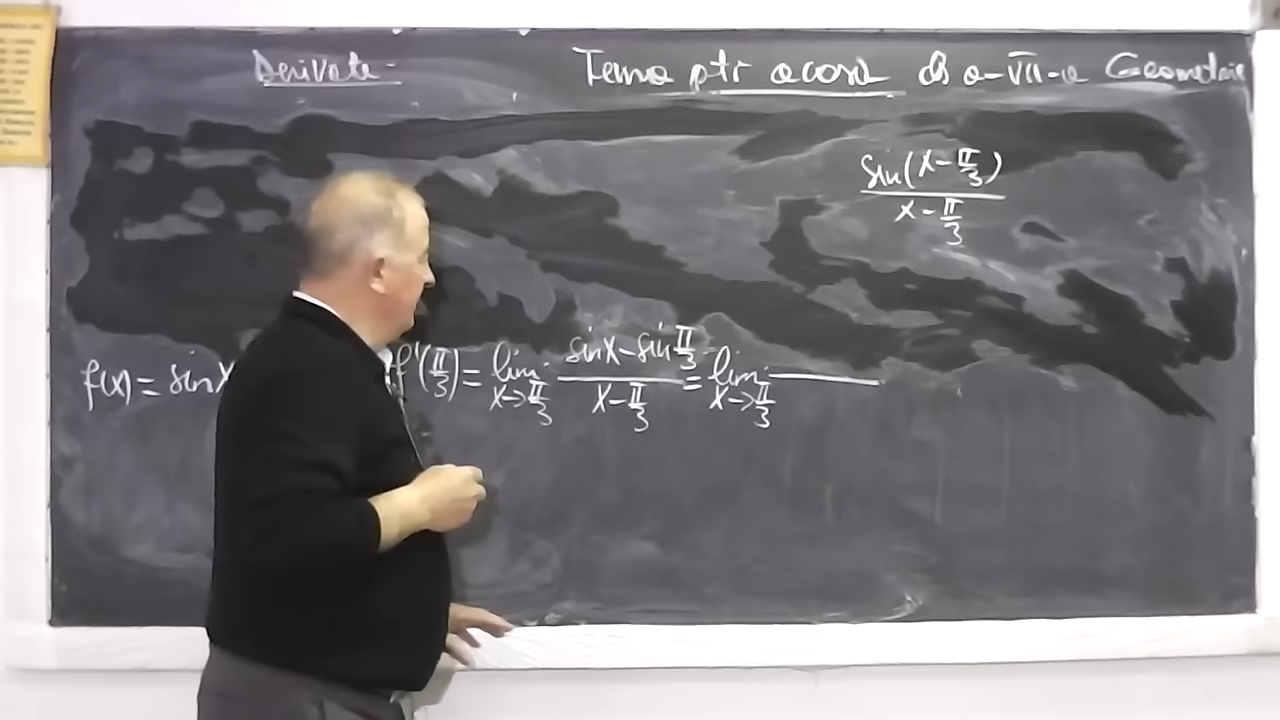 Derivate
Tema ptr acasă cls a-VII-a Geometrie
sin(x-π/3)/(x-π/3)
f(x) = sinx f'(π/3) = lim x→π/3 (sinx-sin π/3)/(x-π/3) = lim x→π/3